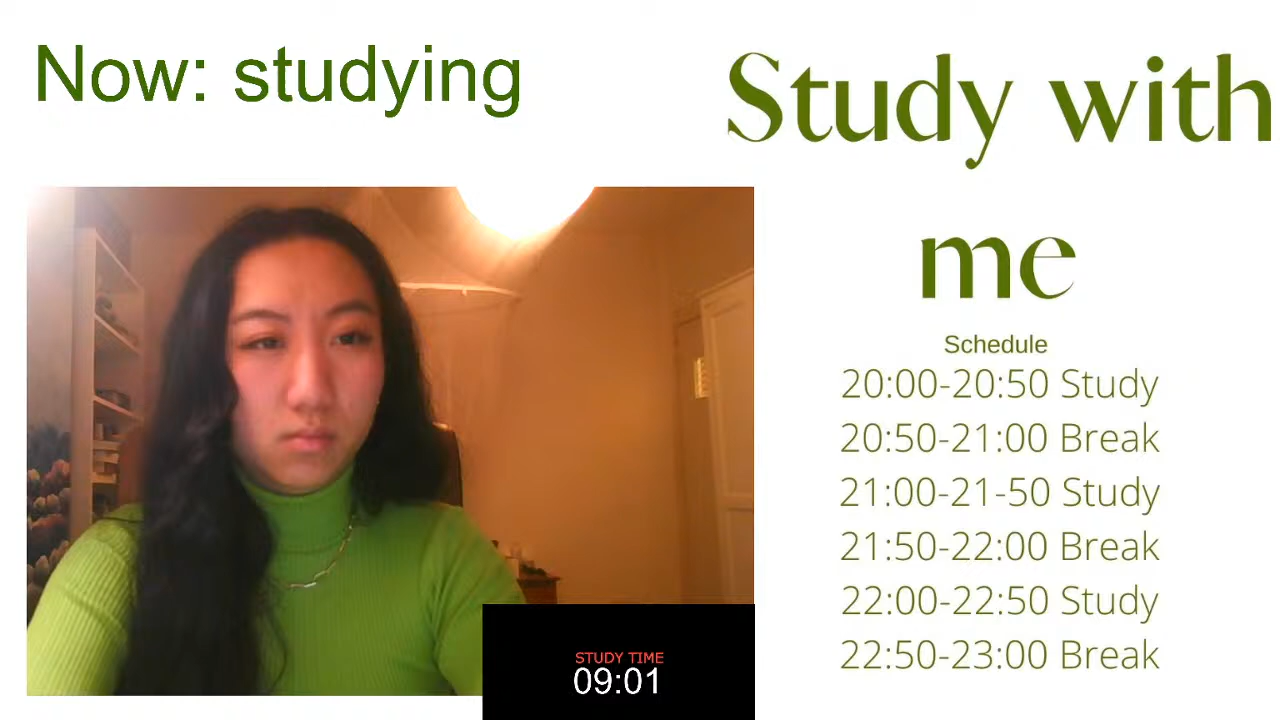 Now: studying
Study with
me
Schedule
20:00-20:50 Study
20:50-21:00 Break
21:00-21-50 Study
21:50-22:00 Break
22:00-22:50 Study
22:50-23:00 Break
STUDY TIME
09:01